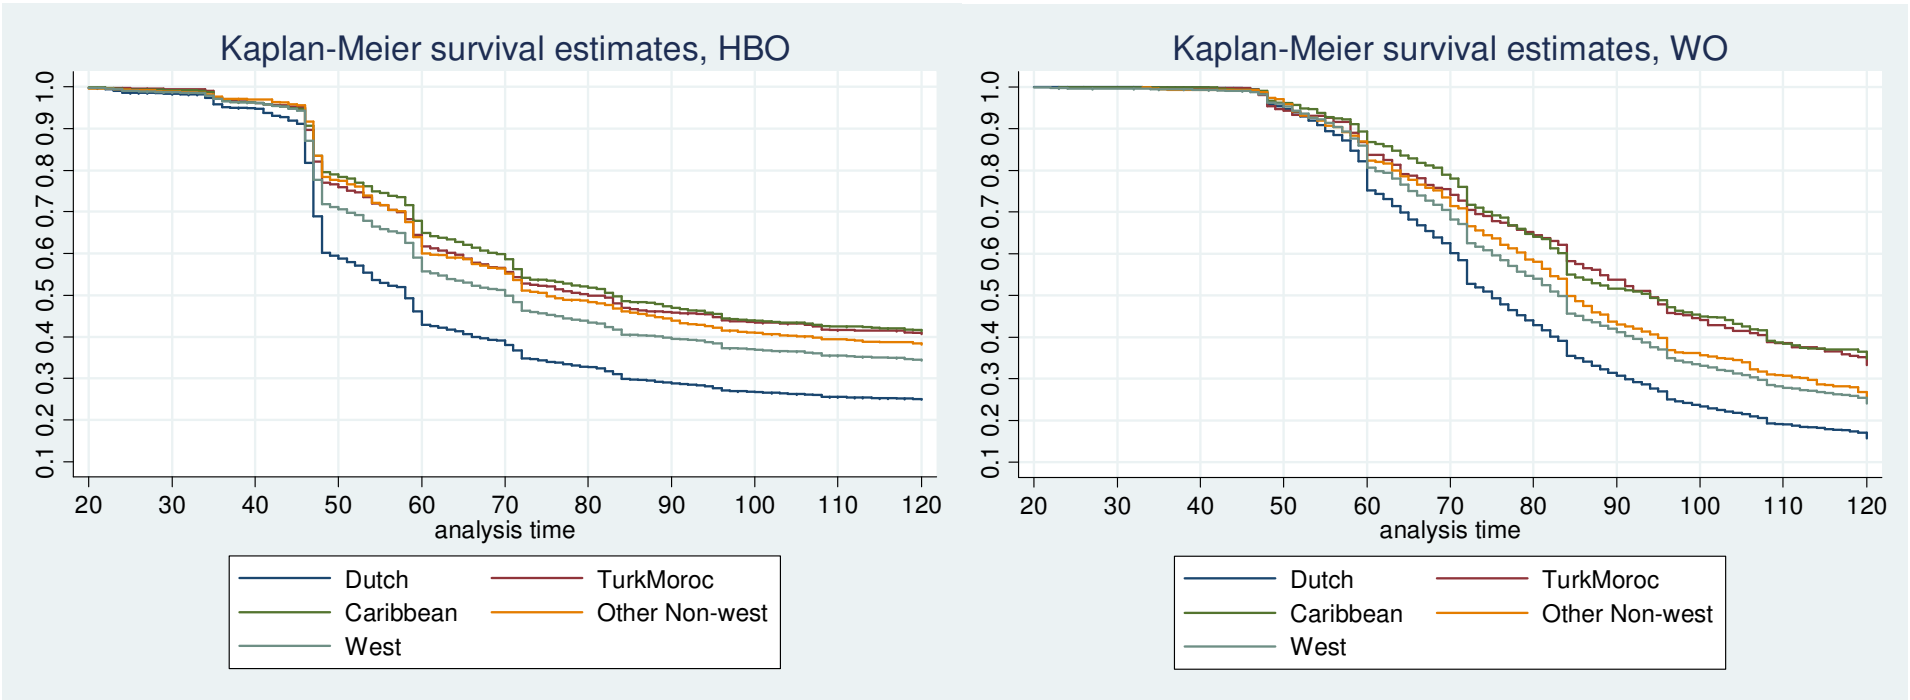 Kaplan-Meier survival estimates, HBO
1.0
0.9
0.8
0.7
0.6
0.5
0.4
0.3
0.2
0.1
20 30 40 50 60 70 80 90 100 110 120
analysis time
Dutch TurkMoroc
Caribbean Other Non-west
West
Kaplan-Meier survival estimates, WO
1.0
0.9
0.8
0.7
0.6
0.5
0.4
0.3
0.2
0.1
20 30 40 50 60 70 80 90 100 110 120
analysis time
Dutch TurkMoroc
Caribbean Other Non-west
West